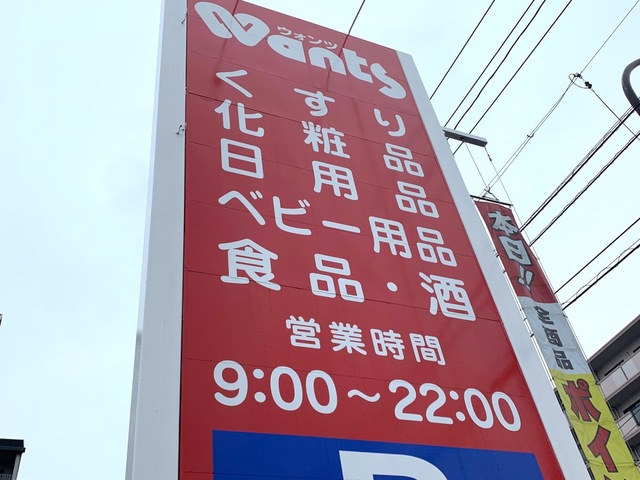 Wants
ウォンツ
くすり
化粧品
日用品
ベビー用品
食品・酒
営業時間
9:00～22:00
P
本日!!
全商品
ポイ